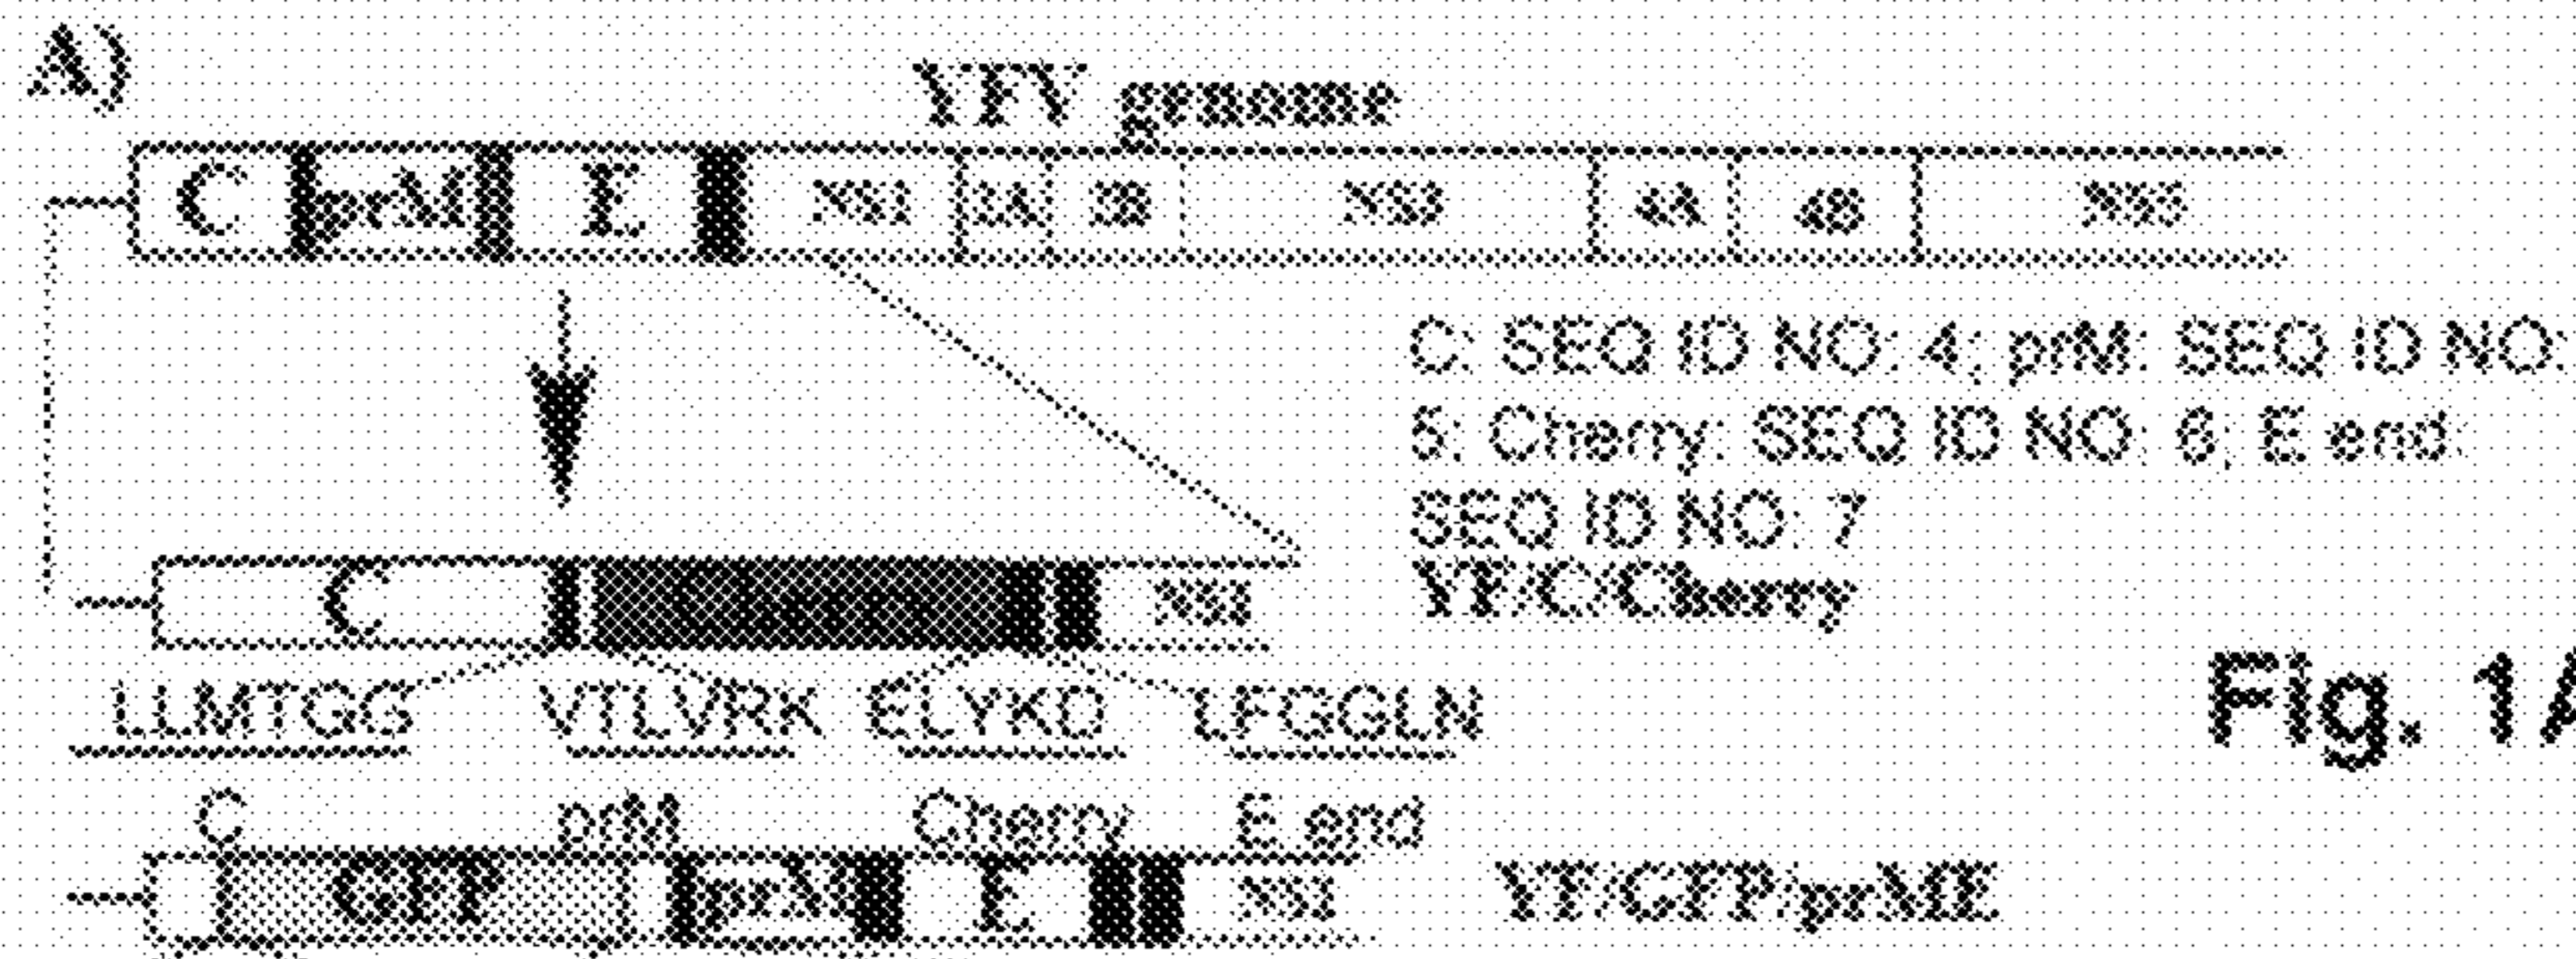 A)
YFV genome
C prM E NS1 2A 2B NS3 4A 4B NS5
C: SEQ ID NO: 4; prM: SEQ ID NO:
5; Cherry: SEQ ID NO: 6; E end
SEQ ID NO: 7
C Cherry NS1 YF/C/Cherry
LLMTGG VTLVRK ELYKD LFGGLN
Fig. 1A
C prM Cherry E end
GFP prM E NS1 YF/GFP/prME